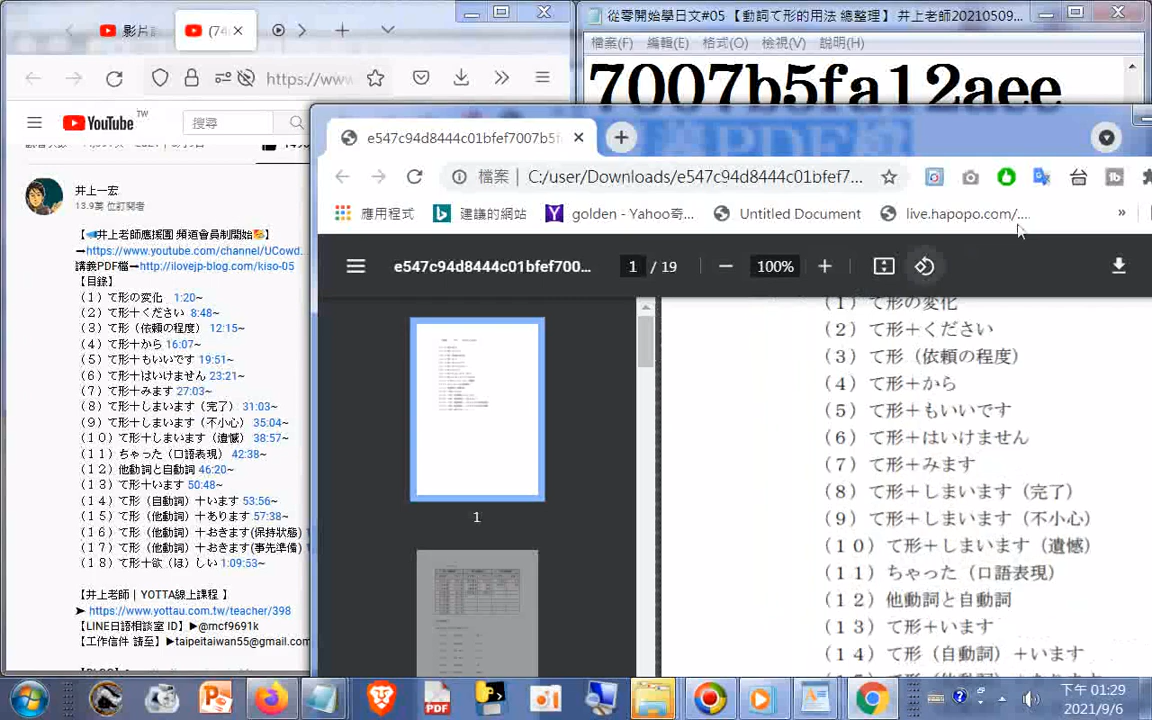 影片
(74
https://www.
YouTube TW
搜尋
井上一宏
13.9萬 位訂閱者
【📢井上老師應援團 頻道會員制開始🥳】
→https://www.youtube.com/channel/UCowd...
講義PDF檔→http://ilovejp-blog.com/kiso-05
【目錄】
（1）て形の変化 1:20~
（2）て形＋ください 8:48~
（3）て形（依頼の程度） 12:15~
（4）て形＋から 16:07~
（5）て形＋もいいです 19:51~
（6）て形＋はいけません 23:21~
（7）て形＋みます 27:03~
（8）て形＋しまいます（完了） 31:03~
（9）て形＋しまいます（不小心） 35:04~
（１０）て形＋しまいます（遺憾） 38:57~
（１１）ちゃった（口語表現） 42:38~
（１２）他動詞と自動詞 46:20~
（１３）て形＋います 50:48~
（１４）て形（自動詞）＋います 53:56~
（１５）て形（他動詞）＋あります 57:38~
（１６）て形（他動詞）＋おきます(保持狀態)
（１７）て形（他動詞）＋おきます(事先準備)
（１８）て形＋欲（ほ）しい 1:09:53~
【井上老師｜YOTTA線上課程 】
➤ https://www.yottau.com.tw/teacher/398
【LINE日語相談室 ID】▶@mcf9691k
【工作信件 請至】▶taipeitaiwan55@gmail.com
從零開始學日文#05 【動詞て形的用法 總整理】 井上老師20210509...
檔案(F) 編輯(E) 格式(O) 檢視(V) 說明(H)
7007b5fa12aee
e547c94d8444c01bfef7007b5f
檔案 C:/user/Downloads/e547c94d8444c01bfef7...
應用程式 建議的網站 golden - Yahoo奇... Untitled Document live.hapopo.com/... »
e547c94d8444c01bfef700... 1 / 19 100%
1
（１）て形の変化
（２）て形＋ください
（３）て形（依頼の程度）
（４）て形＋から
（５）て形＋もいいです
（６）て形＋はいけません
（７）て形＋みます
（８）て形＋しまいます（完了）
（９）て形＋しまいます（不小心）
（１０）て形＋しまいます（遺憾）
（１１）ちゃった（口語表現）
（１２）他動詞と自動詞
（１３）て形＋います
（１４）て形（自動詞）＋います
PDF
下午 01:29
2021/9/6